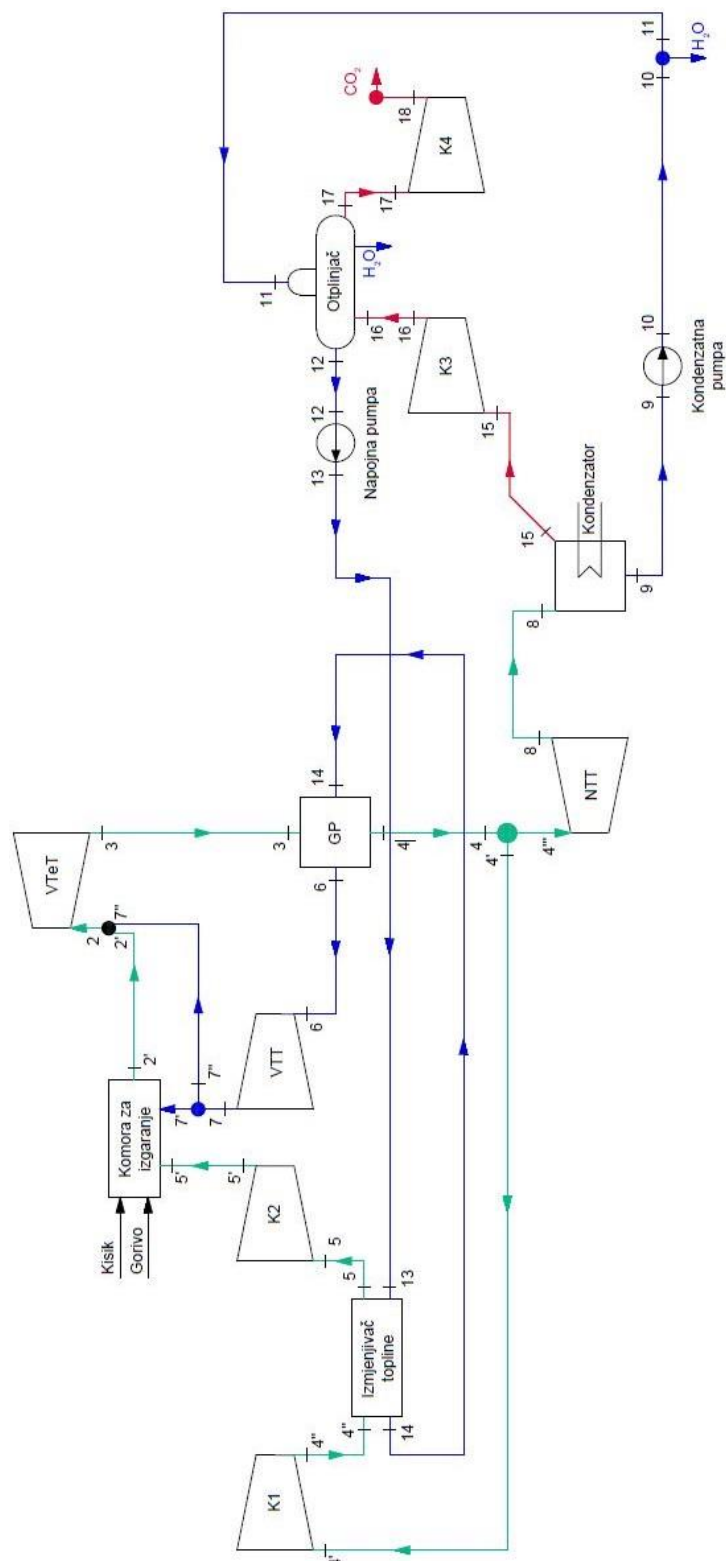 VTeT
2
2'
7"
3
3
Kisik
Gorivo
Komora za
izgaranje
2'
5'
7'
7
7"
5'
K2
5
VTT
6
K1
4"
4'
4"
14
Izmjenjivač
topline
5
13
6
GP
14
3
4
4
4'
4'''
13
Napojna pumpa
12
12
11
Otplinjač
H₂O
17
17
16
16
CO₂
18
K4
K3
15
15
NTT
8
8
Kondenzator
9
9
Kondenzatna
pumpa
10
10
11
H₂O